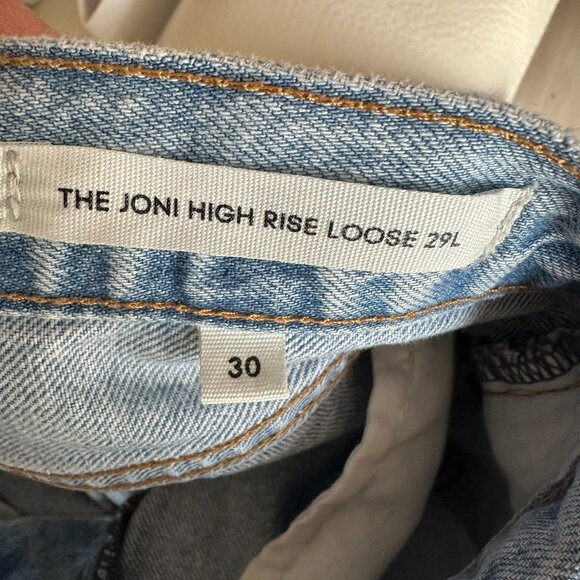 THE JONI HIGH RISE LOOSE 29L
30